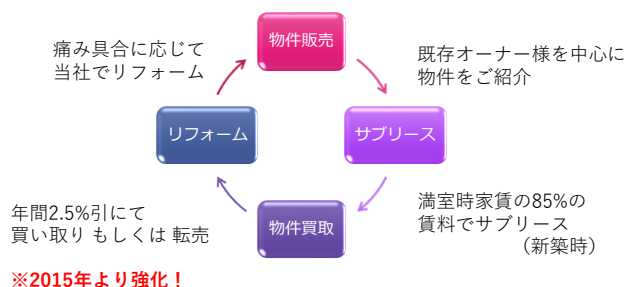 物件販売
痛み具合に応じて
当社でリフォーム
既存オーナー様を中心に
物件をご紹介
リフォーム
サブリース
年間2.5%引にて
買い取り もしくは 転売
物件買取
満室時家賃の85%の
賃料でサブリース
（新築時）
※2015年より強化！